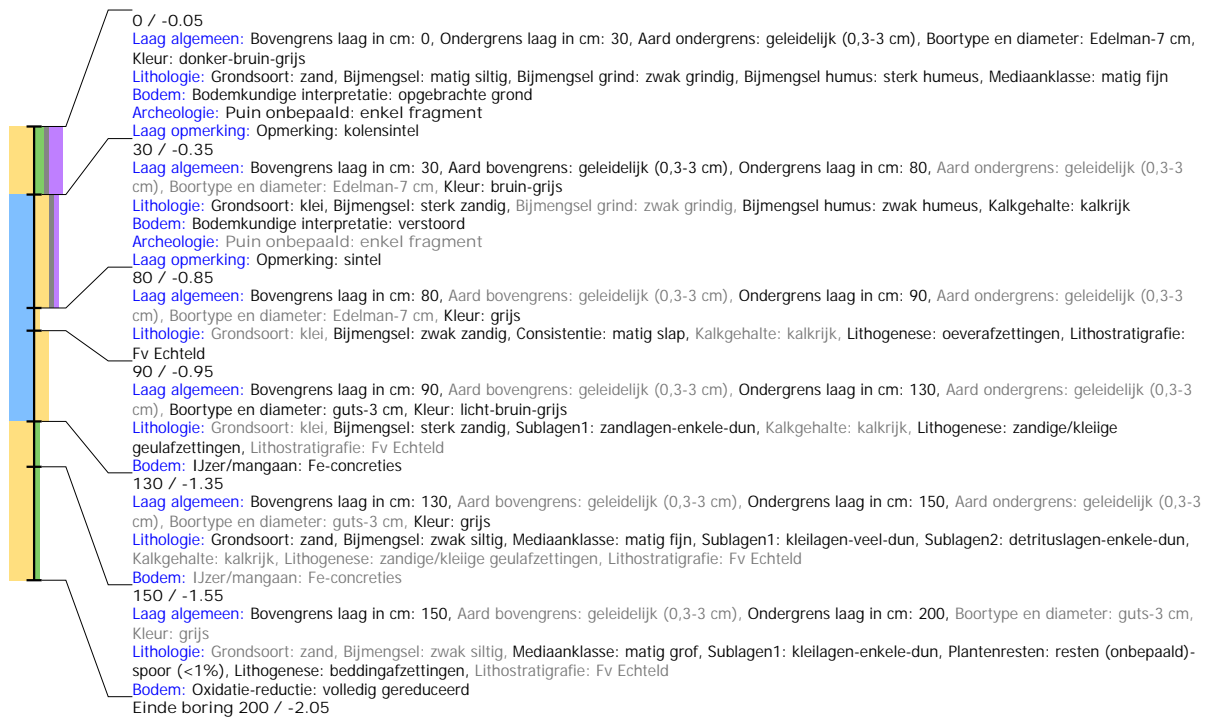 0 / -0.05
Laag algemeen: Bovengrens laag in cm: 0, Ondergrens laag in cm: 30, Aard ondergrens: geleidelijk (0,3-3 cm), Boortype en diameter: Edelman-7 cm,
Kleur: donker-bruin-grijs
Lithologie: Grondsoort: zand, Bijmengsel: matig siltig, Bijmengsel grind: zwak grindig, Bijmengsel humus: sterk humeus, Mediaanklasse: matig fijn
Bodem: Bodemkundige interpretatie: opgebrachte grond
Archeologie: Puin onbepaald: enkel fragment
Laag opmerking: Opmerking: kolensintel
30 / -0.35
Laag algemeen: Bovengrens laag in cm: 30, Aard bovengrens: geleidelijk (0,3-3 cm), Ondergrens laag in cm: 80, Aard ondergrens: geleidelijk (0,3-3
cm), Boortype en diameter: Edelman-7 cm, Kleur: bruin-grijs
Lithologie: Grondsoort: klei, Bijmengsel: sterk zandig, Bijmengsel grind: zwak grindig, Bijmengsel humus: zwak humeus, Kalkgehalte: kalkrijk
Bodem: Bodemkundige interpretatie: verstoord
Archeologie: Puin onbepaald: enkel fragment
Laag opmerking: Opmerking: sintel
80 / -0.85
Laag algemeen: Bovengrens laag in cm: 80, Aard bovengrens: geleidelijk (0,3-3 cm), Ondergrens laag in cm: 90, Aard ondergrens: geleidelijk (0,3-3
cm), Boortype en diameter: Edelman-7 cm, Kleur: grijs
Lithologie: Grondsoort: klei, Bijmengsel: zwak zandig, Consistentie: matig slap, Kalkgehalte: kalkrijk, Lithogenese: oeverafzettingen, Lithostratigrafie:
Fv Echteld
90 / -0.95
Laag algemeen: Bovengrens laag in cm: 90, Aard bovengrens: geleidelijk (0,3-3 cm), Ondergrens laag in cm: 130, Aard ondergrens: geleidelijk (0,3-3
cm), Boortype en diameter: guts-3 cm, Kleur: licht-bruin-grijs
Lithologie: Grondsoort: klei, Bijmengsel: sterk zandig, Sublagen1: zandlagen-enkele-dun, Kalkgehalte: kalkrijk, Lithogenese: zandige/kleiige
geulafzettingen, Lithostratigrafie: Fv Echteld
Bodem: IJzer/mangaan: Fe-concreties
130 / -1.35
Laag algemeen: Bovengrens laag in cm: 130, Aard bovengrens: geleidelijk (0,3-3 cm), Ondergrens laag in cm: 150, Aard ondergrens: geleidelijk (0,3-3
cm), Boortype en diameter: guts-3 cm, Kleur: grijs
Lithologie: Grondsoort: zand, Bijmengsel: zwak siltig, Mediaanklasse: matig fijn, Sublagen1: kleilagen-veel-dun, Sublagen2: detrituslagen-enkele-dun,
Kalkgehalte: kalkrijk, Lithogenese: zandige/kleiige geulafzettingen, Lithostratigrafie: Fv Echteld
Bodem: IJzer/mangaan: Fe-concreties
150 / -1.55
Laag algemeen: Bovengrens laag in cm: 150, Aard bovengrens: geleidelijk (0,3-3 cm), Ondergrens laag in cm: 200, Boortype en diameter: guts-3 cm,
Kleur: grijs
Lithologie: Grondsoort: zand, Bijmengsel: zwak siltig, Mediaanklasse: matig grof, Sublagen1: kleilagen-enkele-dun, Plantenresten: resten (onbepaald)-
spoor (<1%), Lithogenese: beddingafzettingen, Lithostratigrafie: Fv Echteld
Bodem: Oxidatie-reductie: volledig gereduceerd
Einde boring 200 / -2.05